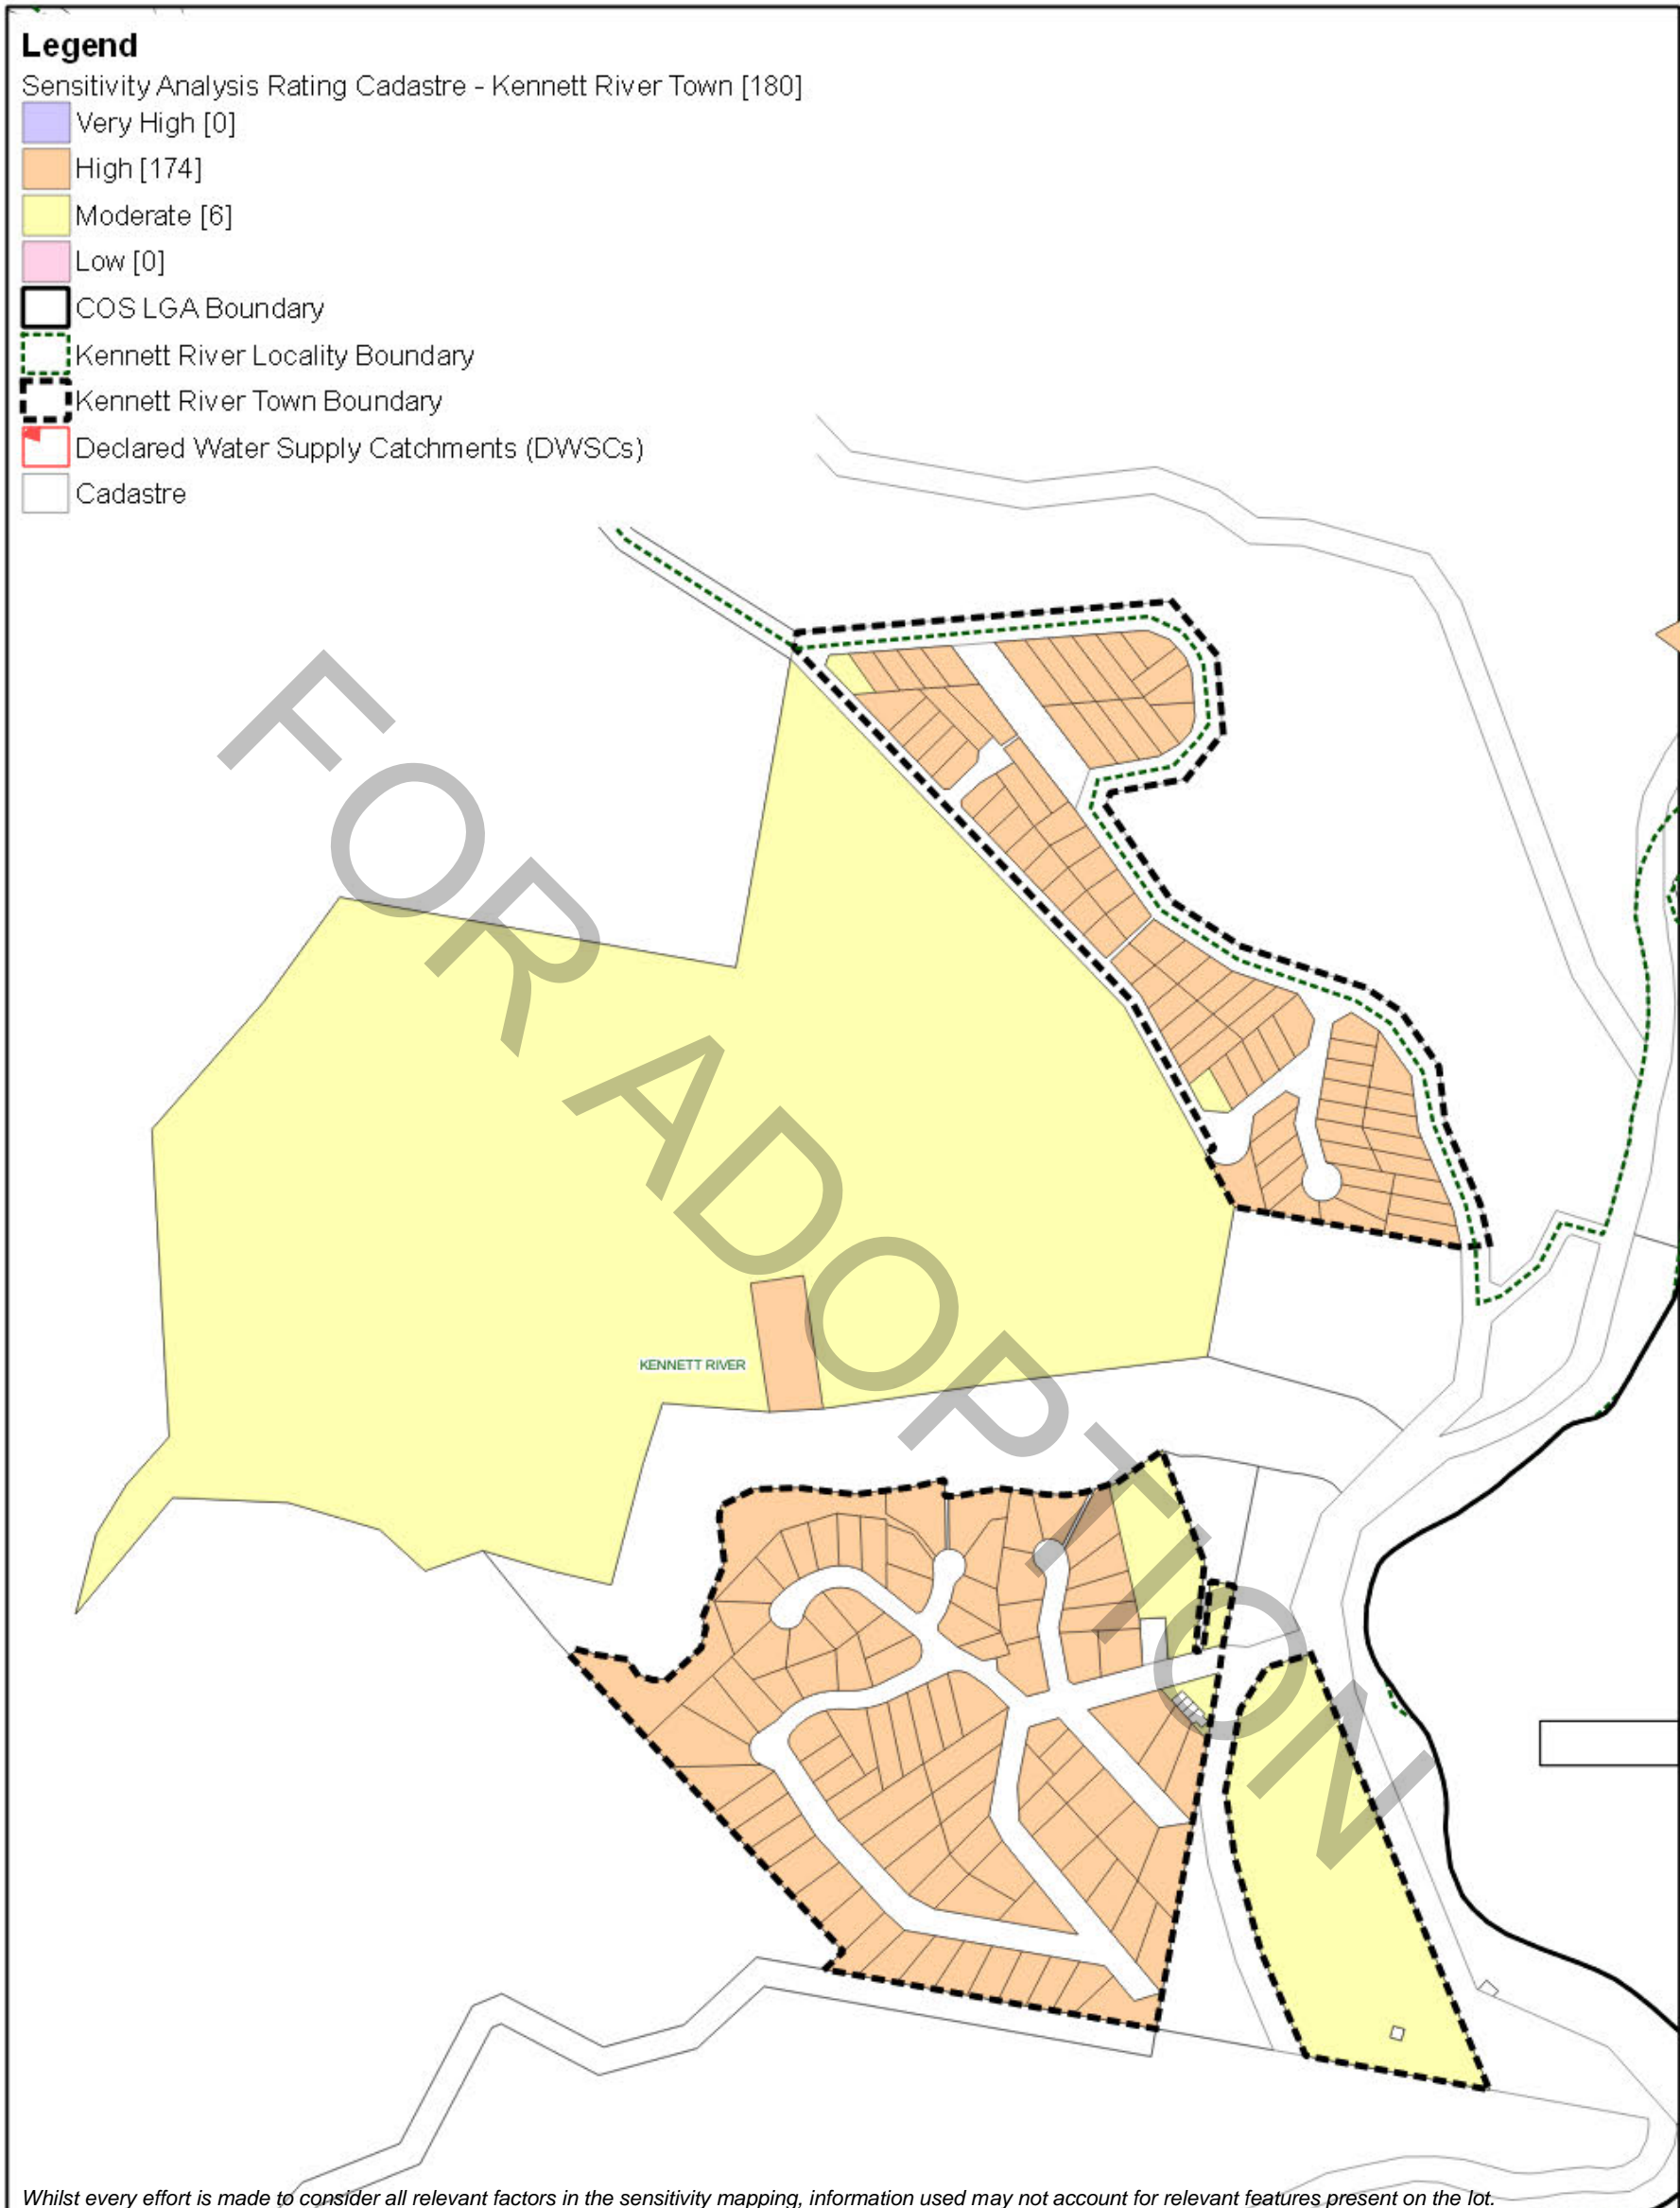 Legend
Sensitivity Analysis Rating Cadastre - Kennett River Town [180]
Very High [0]
High [174]
Moderate [6]
Low [0]
COS LGA Boundary
Kennett River Locality Boundary
Kennett River Town Boundary
Declared Water Supply Catchments (DWSCs)
Cadastre
FOR ADOPTION
KENNETT RIVER
Whilst every effort is made to consider all relevant factors in the sensitivity mapping, information used may not account for relevant features present on the lot.